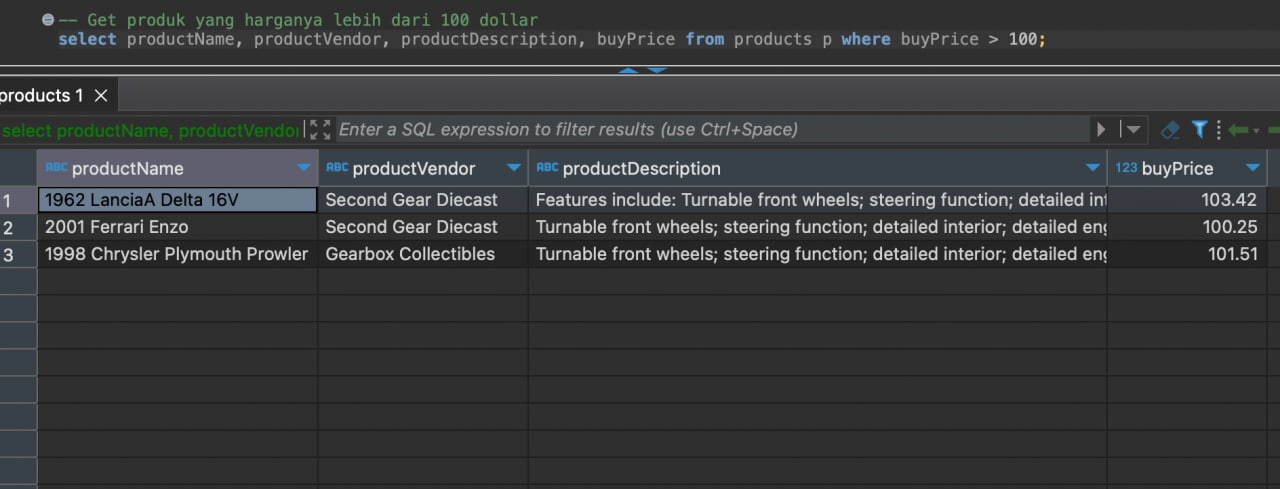 -- Get produk yang harganya lebih dari 100 dollar
select productName, productVendor, productDescription, buyPrice from products p where buyPrice > 100;
products 1
select productName, productVendor
Enter a SQL expression to filter results (use Ctrl+Space)
ABC productName ABC productVendor ABC productDescription 123 buyPrice
1 1962 LanciaA Delta 16V Second Gear Diecast Features include: Turnable front wheels; steering function; detailed int 103.42
2 2001 Ferrari Enzo Second Gear Diecast Turnable front wheels; steering function; detailed interior; detailed eng 100.25
3 1998 Chrysler Plymouth Prowler Gearbox Collectibles Turnable front wheels; steering function; detailed interior; detailed eng 101.51